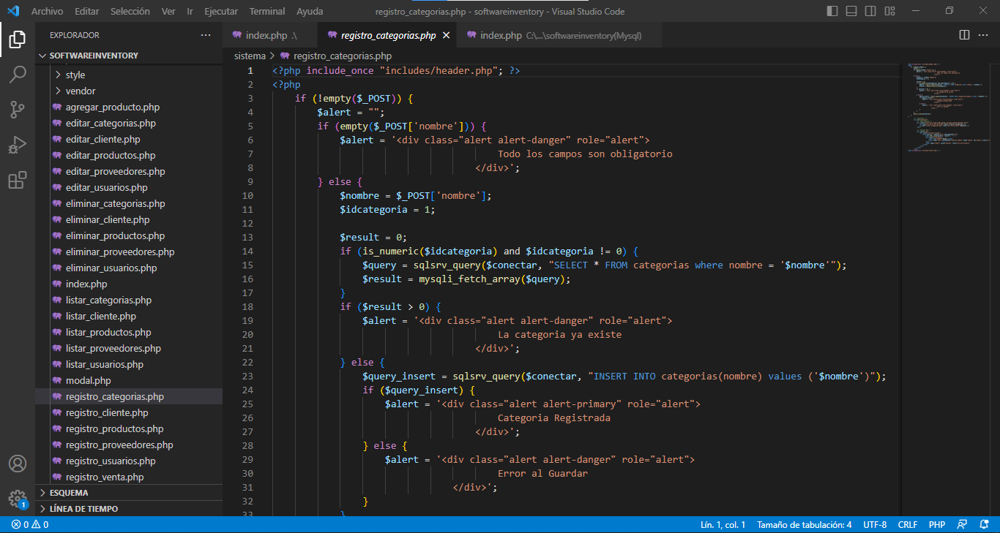 Archivo Editar Selección Ver Ir Ejecutar Terminal Ayuda registro_categorias.php - softwareinventory - Visual Studio Code
EXPLORADOR ···
SOFTWAREINVENTORY
style
vendor
agregar_producto.php
editar_categorias.php
editar_cliente.php
editar_productos.php
editar_proveedores.php
editar_usuarios.php
eliminar_categorias.php
eliminar_cliente.php
eliminar_productos.php
eliminar_proveedores.php
eliminar_usuarios.php
index.php
listar_categorias.php
listar_cliente.php
listar_productos.php
listar_proveedores.php
listar_usuarios.php
modal.php
registro_categorias.php
registro_cliente.php
registro_productos.php
registro_proveedores.php
registro_usuarios.php
registro_venta.php
ESQUEMA
LÍNEA DE TIEMPO
1
index.php .\ registro_categorias.php index.php C:\...\softwareinventory(Mysql)
sistema > registro_categorias.php
1 <?php include_once "includes/header.php"; ?>
2 <?php
3 if (!empty($_POST)) {
4 $alert = "";
5 if (empty($_POST['nombre'])) {
6 $alert = '<div class="alert alert-danger" role="alert">
7 Todo los campos son obligatorio
8 </div>';
9 } else {
10 $nombre = $_POST['nombre'];
11 $idcategoria = 1;
12
13 $result = 0;
14 if (is_numeric($idcategoria) and $idcategoria != 0) {
15 $query = sqlsrv_query($conectar, "SELECT * FROM categorias where nombre = '$nombre'");
16 $result = mysqli_fetch_array($query);
17 }
18 if ($result > 0) {
19 $alert = '<div class="alert alert-danger" role="alert">
20 La categoria ya existe
21 </div>';
22 } else {
23 $query_insert = sqlsrv_query($conectar, "INSERT INTO categorias(nombre) values ('$nombre')");
24 if ($query_insert) {
25 $alert = '<div class="alert alert-primary" role="alert">
26 Categoria Registrada
27 </div>';
28 } else {
29 $alert = '<div class="alert alert-danger" role="alert">
30 Error al Guardar
31 </div>';
32 }
33 }
0 0 Lín. 1, col. 1 Tamaño de tabulación: 4 UTF-8 CRLF PHP